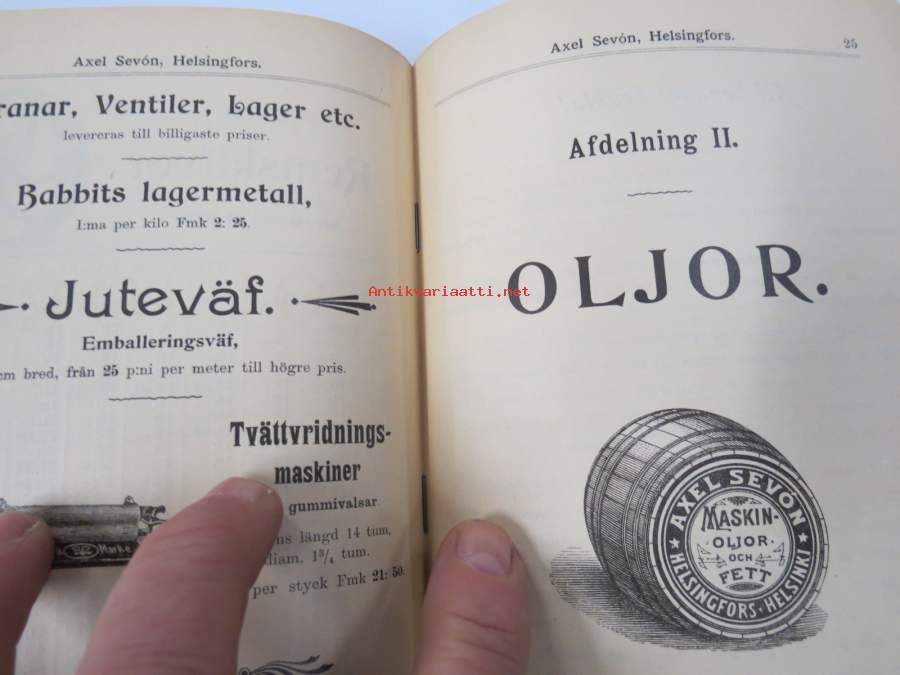 Axel Sevón, Helsingfors.
Ventiler, Lager etc.
levereras till billigaste priser.
Babbits lagermetall,
I:ma per kilo Fmk 2: 25.
Juteväf.
Emballeringsväf,
bred, från 25 p:ni per meter till högre pris.
Tvättvridnings-
maskiner
gummivalsar
längd 14 tum,
diam. 1³/₄ tum.
per styck Fmk 21: 50.
Marke
Axel Sevón, Helsingfors.
25
Afdelning II.
OLJOR.
AXEL SEVÓN
MASKIN-
OLJOR
OCH
FETT
HELSINGFORS · HELSINKI
Antikvariaatti.net